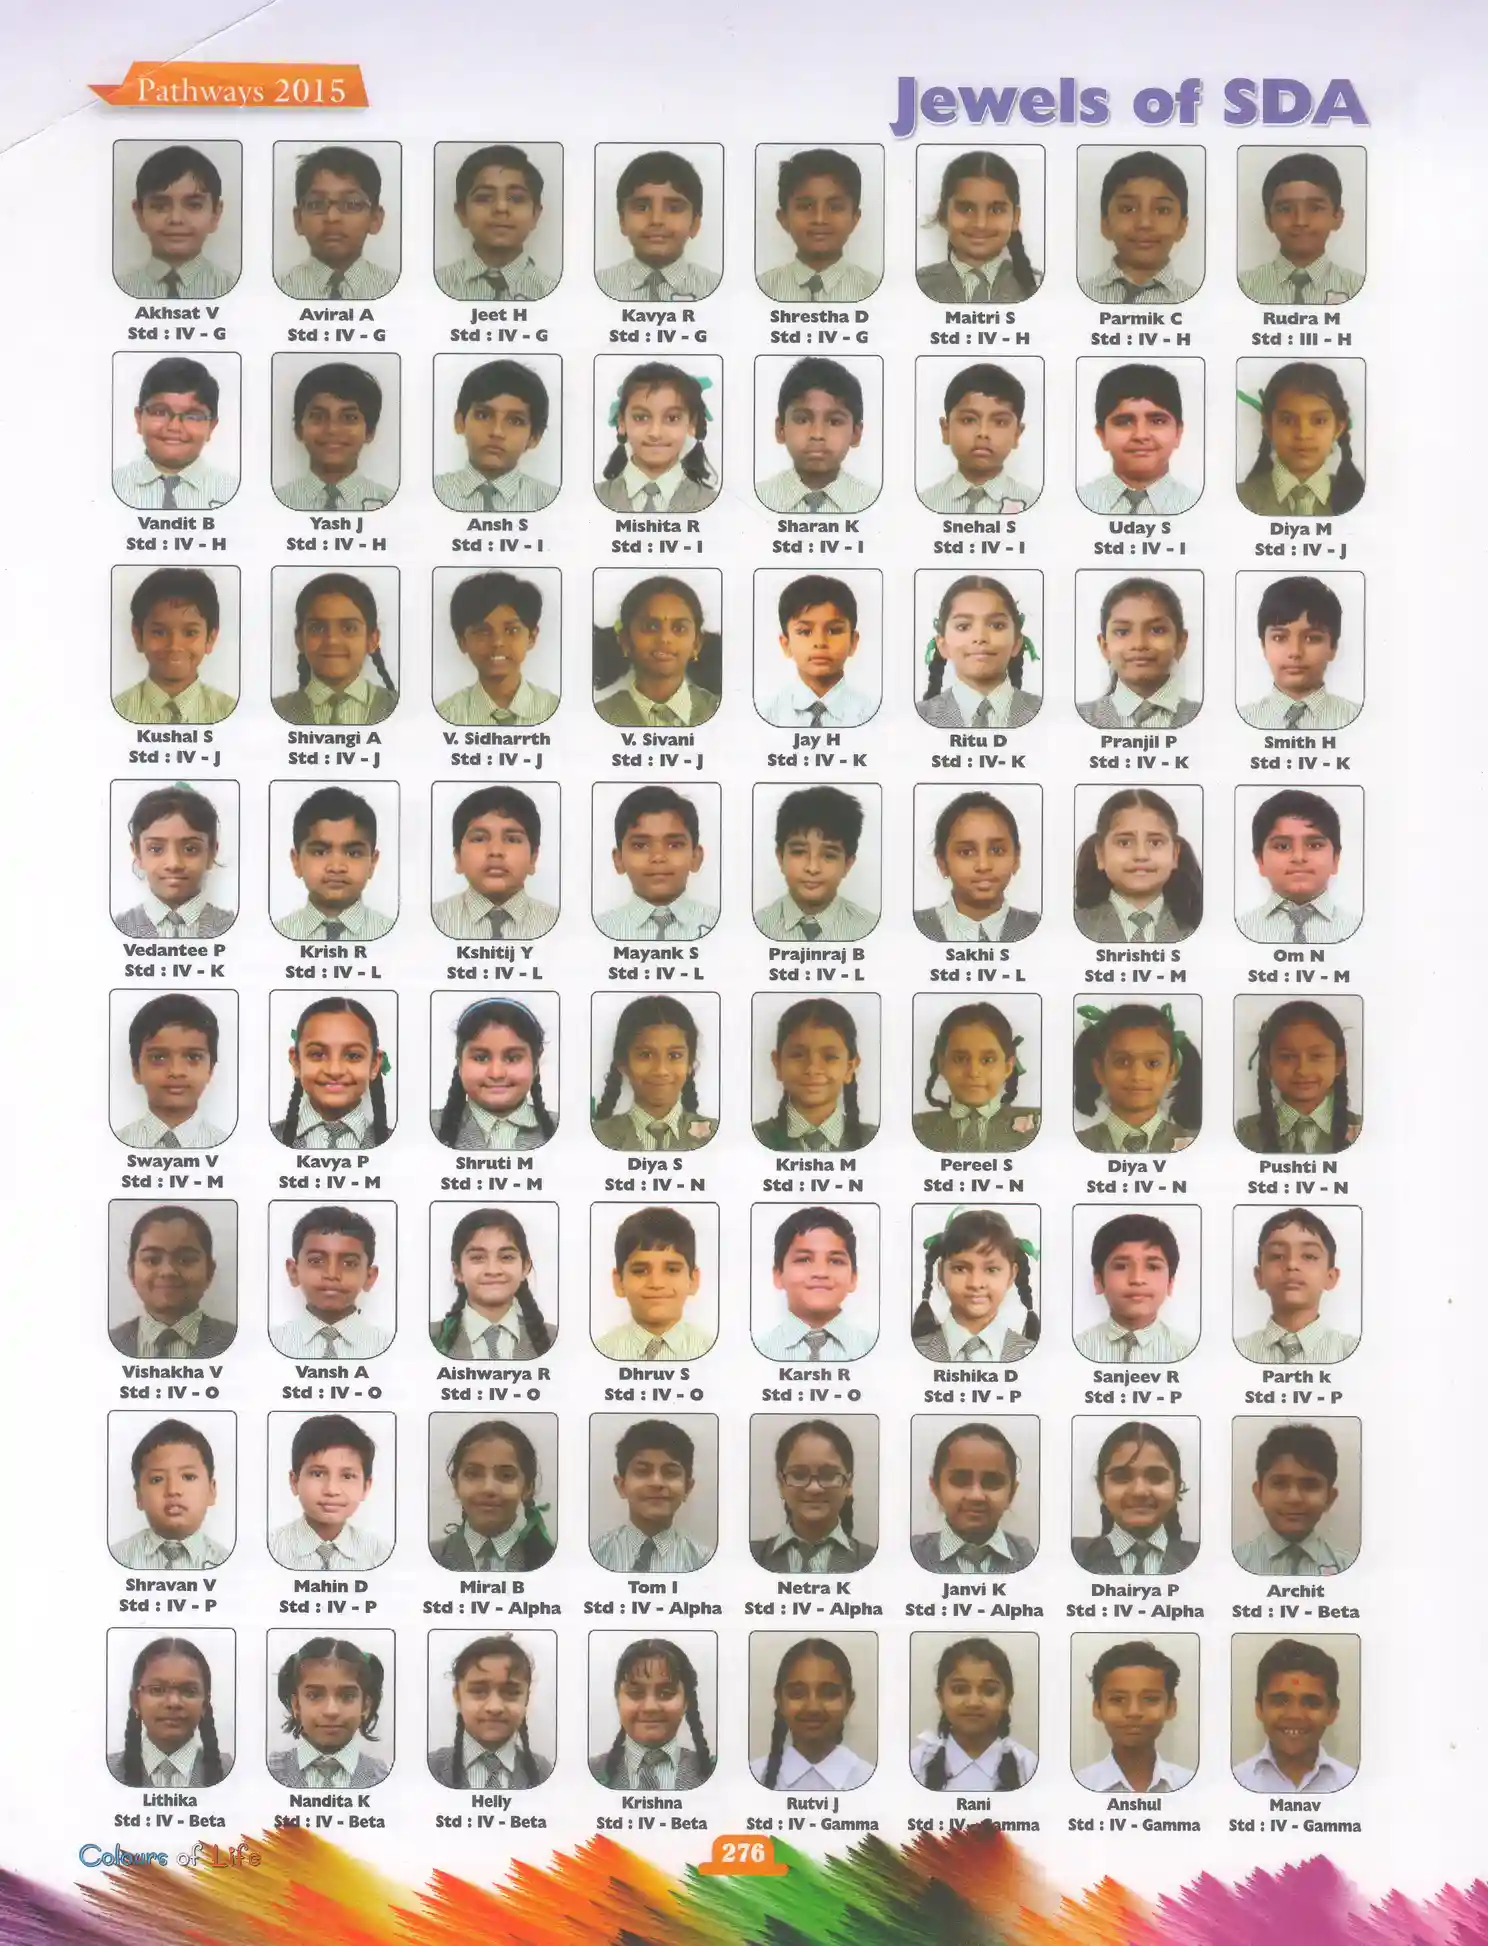 Pathways 2015
Jewels of SDA
Akhsat V
Std : IV - G
Aviral A
Std : IV - G
Jeet H
Std : IV - G
Kavya R
Std : IV - G
Shrestha D
Std : IV - G
Maitri S
Std : IV - H
Parmik C
Std : IV - H
Rudra M
Std : III - H
Vandit B
Std : IV - H
Yash J
Std : IV - H
Ansh S
Std : IV - I
Mishita R
Std : IV - I
Sharan K
Std : IV - I
Snehal S
Std : IV - I
Uday S
Std : IV - I
Diya M
Std : IV - J
Kushal S
Std : IV - J
Shivangi A
Std : IV - J
V. Sidharrth
Std : IV - J
V. Sivani
Std : IV - J
Jay H
Std : IV - K
Ritu D
Std : IV- K
Pranjil P
Std : IV - K
Smith H
Std : IV - K
Vedantee P
Std : IV - K
Krish R
Std : IV - L
Kshitij Y
Std : IV - L
Mayank S
Std : IV - L
Prajinraj B
Std : IV - L
Sakhi S
Std : IV - L
Shrishti S
Std : IV - M
Om N
Std : IV - M
Swayam V
Std : IV - M
Kavya P
Std : IV - M
Shruti M
Std : IV - M
Diya S
Std : IV - N
Krisha M
Std : IV - N
Pereel S
Std : IV - N
Diya V
Std : IV - N
Pushti N
Std : IV - N
Vishakha V
Std : IV - O
Vansh A
Std : IV - O
Aishwarya R
Std : IV - O
Dhruv S
Std : IV - O
Karsh R
Std : IV - O
Rishika D
Std : IV - P
Sanjeev R
Std : IV - P
Parth k
Std : IV - P
Shravan V
Std : IV - P
Mahin D
Std : IV - P
Miral B
Std : IV - Alpha
Tom I
Std : IV - Alpha
Netra K
Std : IV - Alpha
Janvi K
Std : IV - Alpha
Dhairya P
Std : IV - Alpha
Archit
Std : IV - Beta
Lithika
Std : IV - Beta
Nandita K
Std : IV - Beta
Helly
Std : IV - Beta
Krishna
Std : IV - Beta
Rutvi J
Std : IV - Gamma
Rani
Std : IV - Gamma
Anshul
Std : IV - Gamma
Manav
Std : IV - Gamma
Colours of Life
276